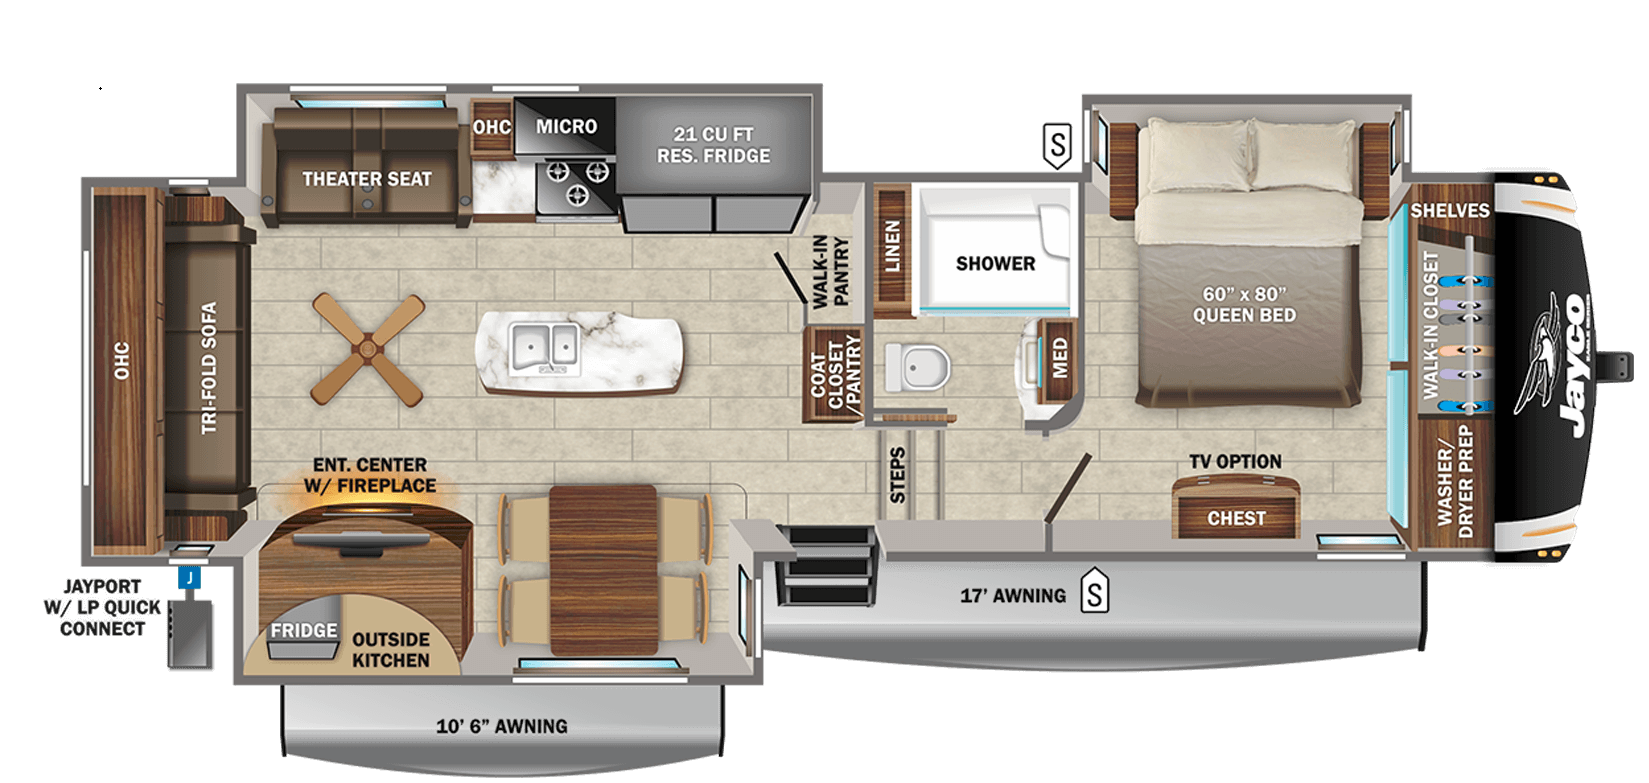 OHC
MICRO
21 CU FT
RES. FRIDGE
THEATER SEAT
S
SHELVES
LINEN
SHOWER
WALK-IN
PANTRY
60” x 80”
QUEEN BED
WALK-IN CLOSET
Jayco
OHC
TRI-FOLD SOFA
COAT
CLOSET
/PANTRY
MED
ENT. CENTER
W/ FIREPLACE
STEPS
TV OPTION
CHEST
WASHER/
DRYER PREP
J
JAYPORT
W/ LP QUICK
CONNECT
17’ AWNING
S
FRIDGE
OUTSIDE
KITCHEN
10’ 6” AWNING